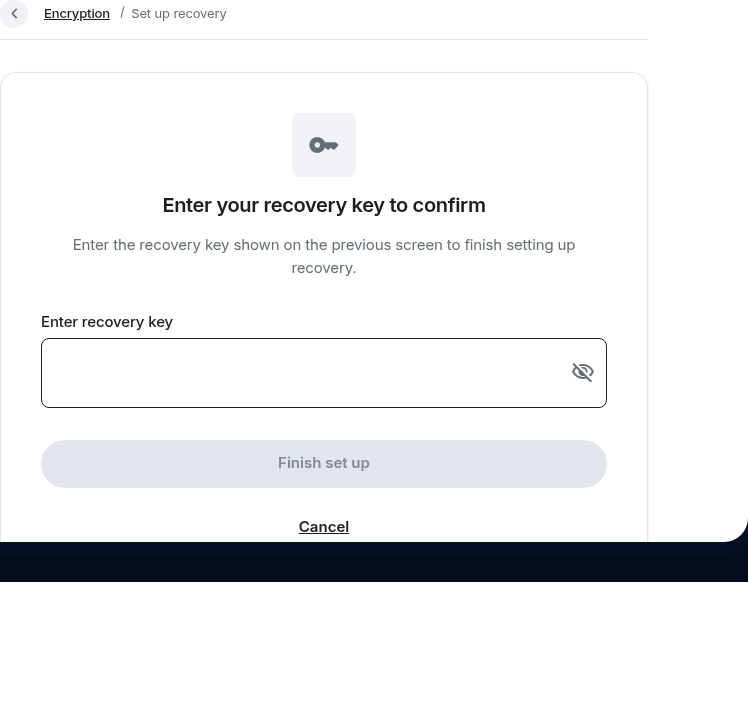 Encryption / Set up recovery
Enter your recovery key to confirm
Enter the recovery key shown on the previous screen to finish setting up
recovery.
Enter recovery key
Finish set up
Cancel